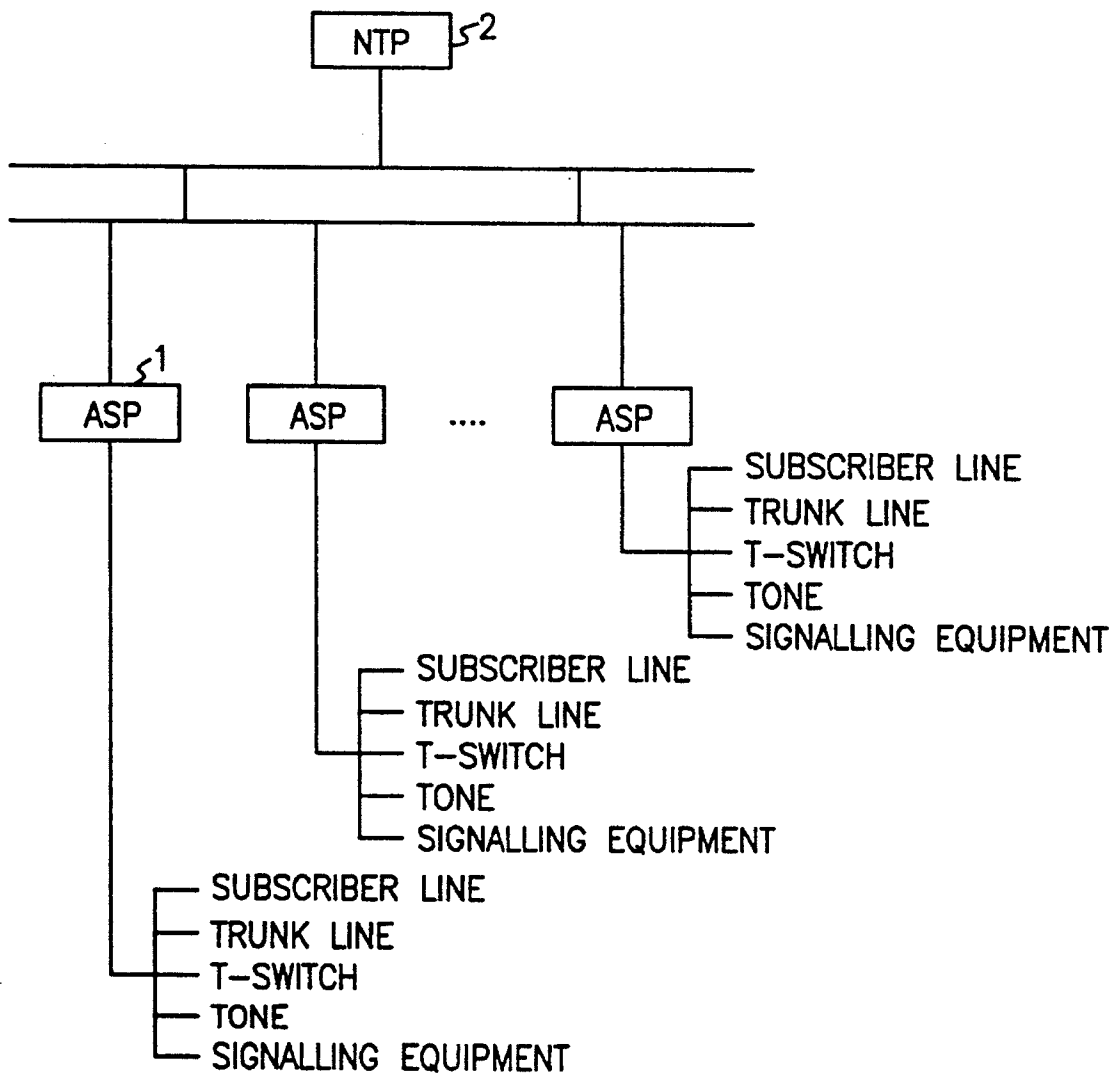 NTP 2
1
ASP ASP .... ASP
SUBSCRIBER LINE
TRUNK LINE
T-SWITCH
TONE
SIGNALLING EQUIPMENT
SUBSCRIBER LINE
TRUNK LINE
T-SWITCH
TONE
SIGNALLING EQUIPMENT
SUBSCRIBER LINE
TRUNK LINE
T-SWITCH
TONE
SIGNALLING EQUIPMENT